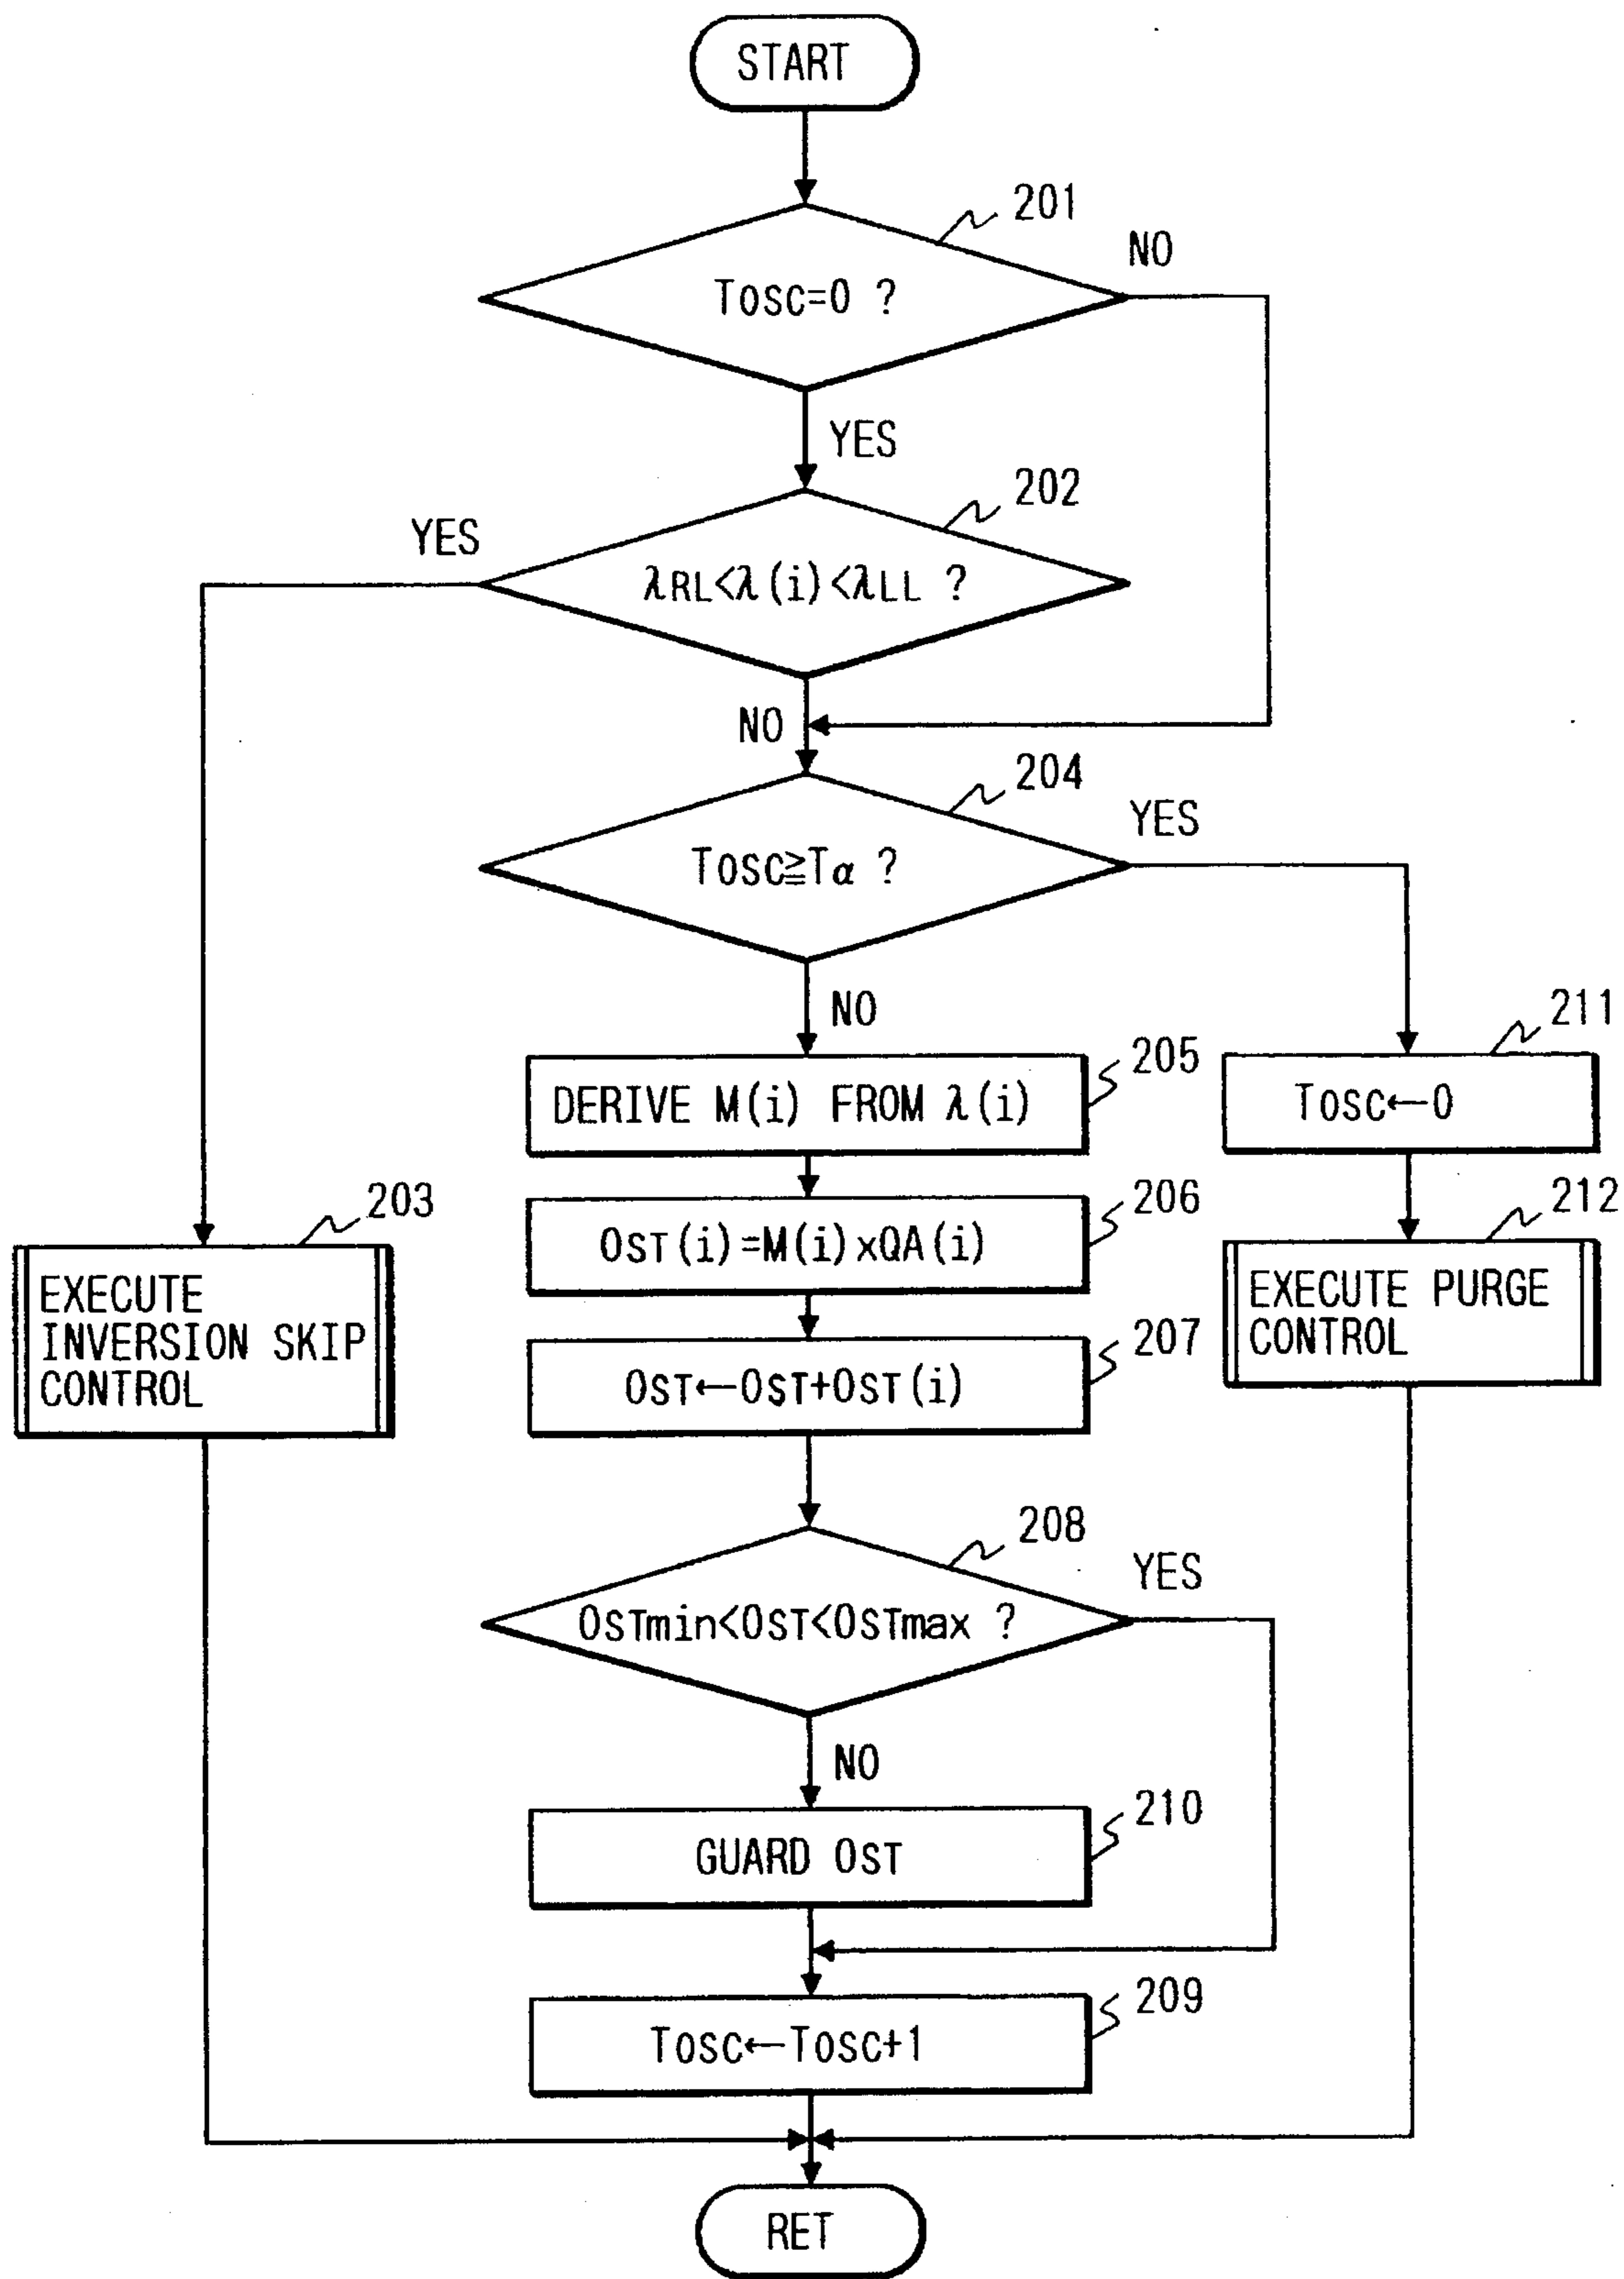 START
201
NO
TOSC=0 ?
YES
202
YES
λRL<λ(i)<λLL ?
NO
204
YES
TOSC≧Tα ?
NO
211
205
DERIVE M(i) FROM λ(i)
TOSC←0
203
206
212
OST(i)=M(i)xQA(i)
EXECUTE
INVERSION SKIP
CONTROL
EXECUTE PURGE
CONTROL
207
OST←OST+OST(i)
208
YES
OSTmin<OST<OSTmax ?
NO
210
GUARD OST
209
TOSC←TOSC+1
RET